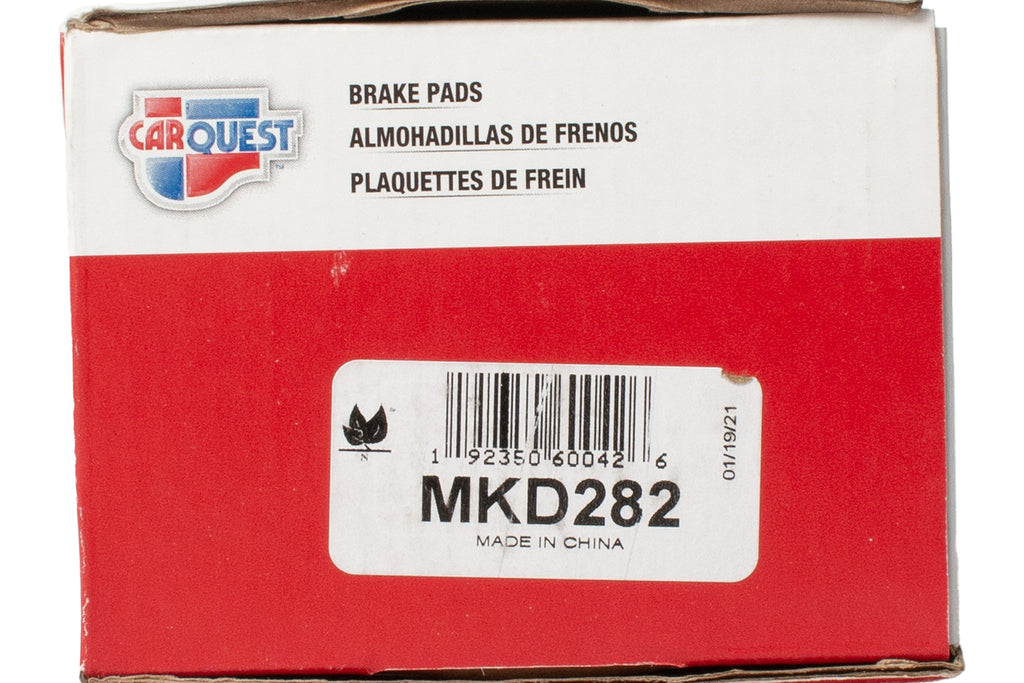 CARQUEST
TM
BRAKE PADS
ALMOHADILLAS DE FRENOS
PLAQUETTES DE FREIN
1 92350 60042 6
N
MKD282
MADE IN CHINA
01/19/21